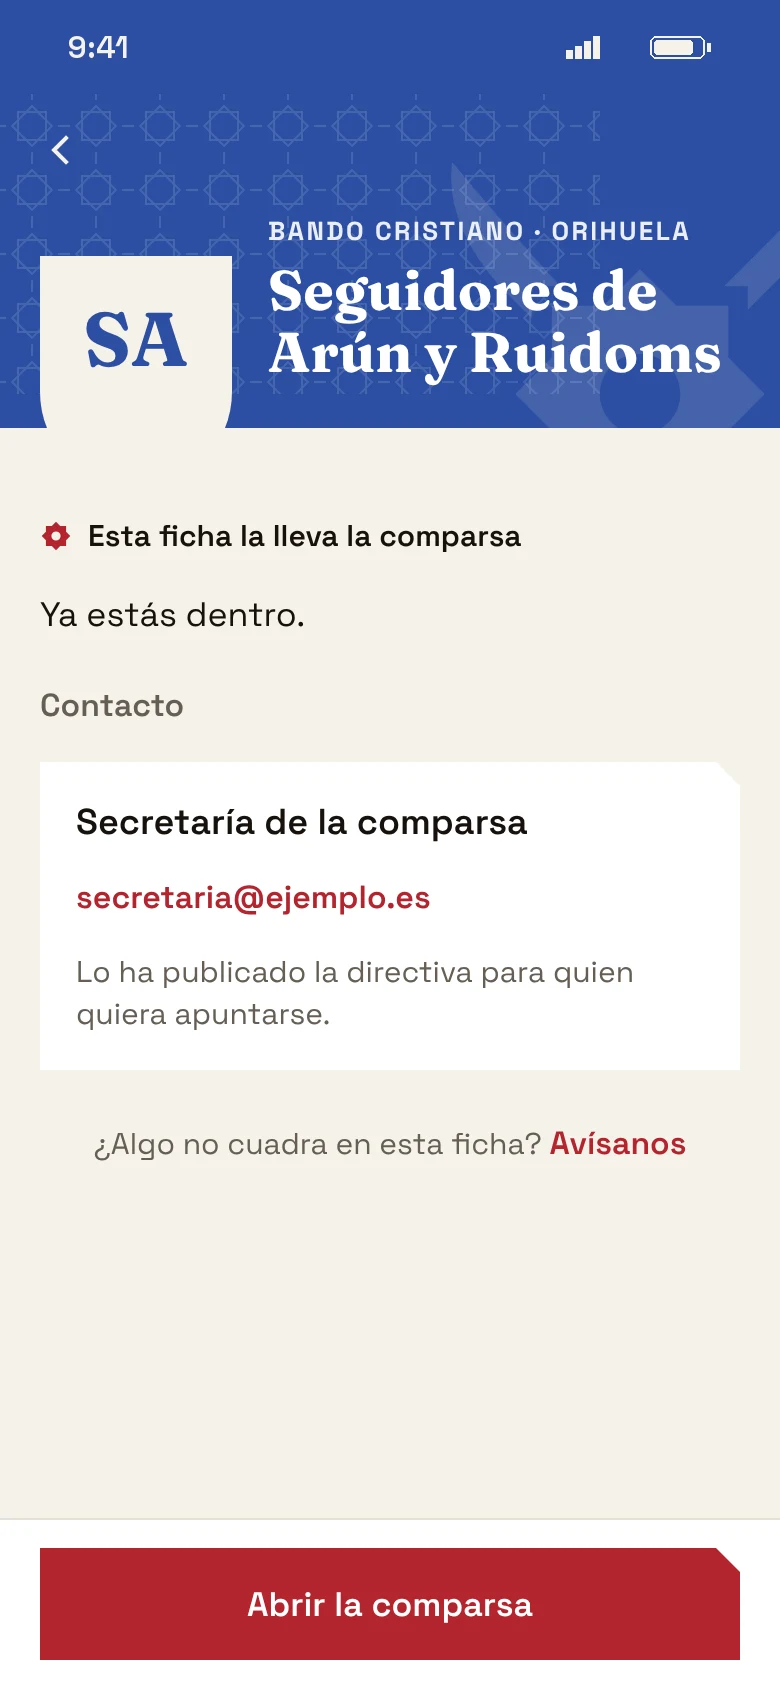 9:41
BANDO CRISTIANO · ORIHUELA
Seguidores de
Arún y Ruidoms
SA
Esta ficha la lleva la comparsa
Ya estás dentro.
Contacto
Secretaría de la comparsa
secretaria@ejemplo.es
Lo ha publicado la directiva para quien
quiera apuntarse.
¿Algo no cuadra en esta ficha? Avísanos
Abrir la comparsa